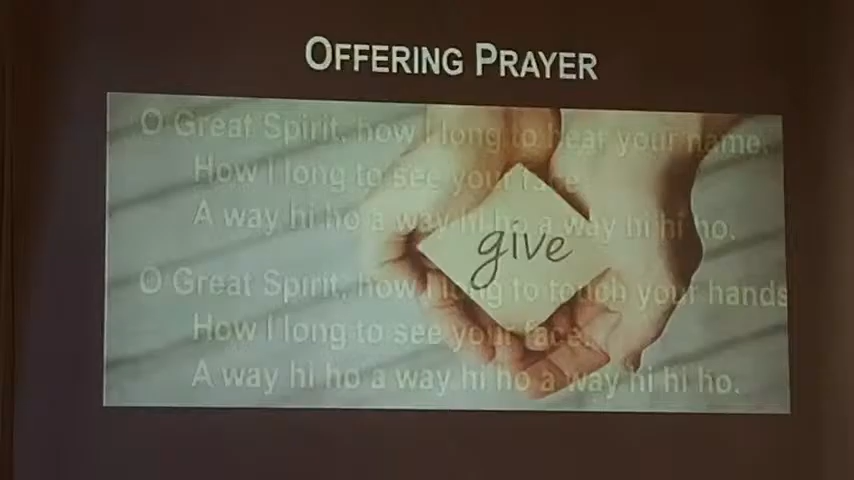 OFFERING PRAYER
O Great Spirit, how I long to hear your name.
How I long to see your face
A way hi ho a way hi ho a way hi hi ho.
give
O Great Spirit, how I long to touch your hands
How I long to see your face...
A way hi ho a way hi ho a way hi hi ho.